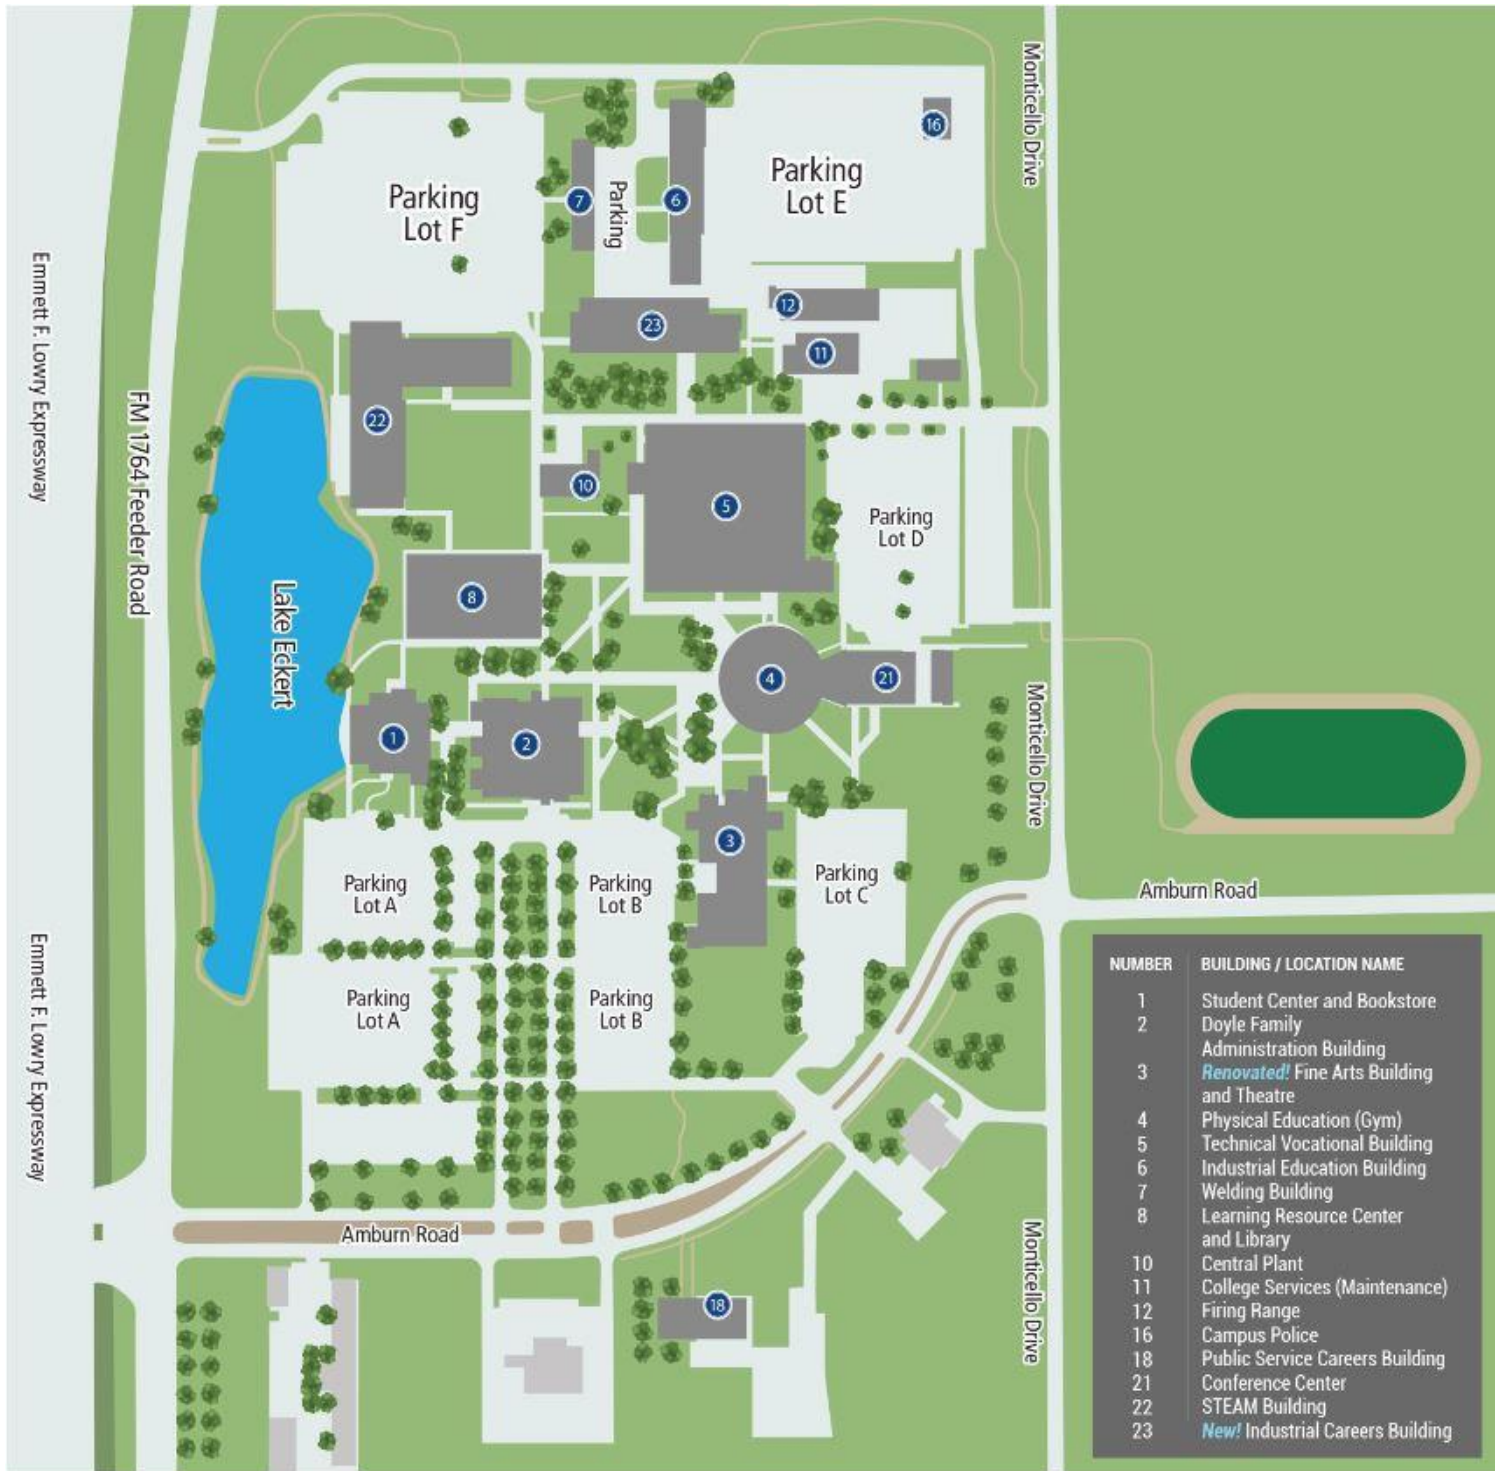 Monticello Drive
16
Parking
Lot E
Parking
Lot F
Parking
7
6
12
23
11
Emmett F. Lowry Expressway
FM 1764 Feeder Road
22
10
5
Parking
Lot D
8
Lake Eckert
4
21
1
2
Monticello Drive
3
Parking
Lot A
Parking
Lot B
Parking
Lot C
Amburn Road
Parking
Lot A
Parking
Lot B
Emmett F. Lowry Expressway
Amburn Road
18
Monticello Drive
NUMBER BUILDING / LOCATION NAME
1 Student Center and Bookstore
2 Doyle Family
Administration Building
3 Renovated! Fine Arts Building
and Theatre
4 Physical Education (Gym)
5 Technical Vocational Building
6 Industrial Education Building
7 Welding Building
8 Learning Resource Center
and Library
10 Central Plant
11 College Services (Maintenance)
12 Firing Range
16 Campus Police
18 Public Service Careers Building
21 Conference Center
22 STEAM Building
23 New! Industrial Careers Building